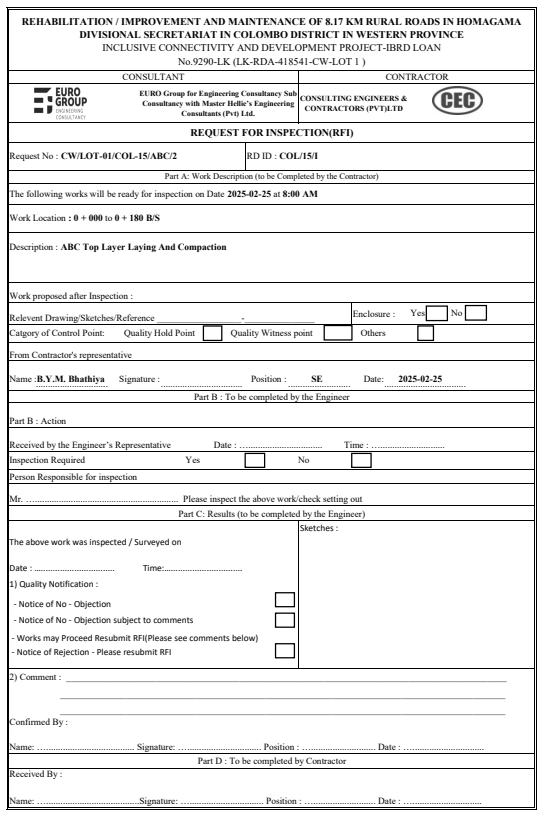 REHABILITATION / IMPROVEMENT AND MAINTENANCE OF 8.17 KM RURAL ROADS IN HOMAGAMA
DIVISIONAL SECRETARIAT IN COLOMBO DISTRICT IN WESTERN PROVINCE
INCLUSIVE CONNECTIVITY AND DEVELOPMENT PROJECT-IBRD LOAN
No.9290-LK (LK-RDA-418541-CW-LOT 1 )
CONSULTANT
CONTRACTOR
EURO
GROUP
ENGINEERING
CONSULTANCY
EURO Group for Engineering Consultancy Sub
Consultancy with Master Hellie's Engineering
Consultants (Pvt) Ltd.
CONSULTING ENGINEERS &
CONTRACTORS (PVT)LTD
CEC
REQUEST FOR INSPECTION(RFI)
Request No : CW/LOT-01/COL-15/ABC/2
RD ID : COL/15/I
Part A: Work Description (to be Completed by the Contractor)
The following works will be ready for inspection on Date 2025-02-25 at 8:00 AM
Work Location : 0 + 000 to 0 + 180 B/S
Description : ABC Top Layer Laying And Compaction
Work proposed after Inspection :
Relevent Drawing/Sketches/Reference ___________________-________________
Enclosure : Yes No
Catgory of Control Point: Quality Hold Point Quality Witness point Others
From Contractor's representative
Name :B.Y.M. Bhathiya Signature : ........................ Position : SE Date: 2025-02-25
Part B : To be completed by the Engineer
Part B : Action
Received by the Engineer's Representative Date : ............................ Time : ........................
Inspection Required Yes No
Person Responsible for inspection
Mr. .................................................... Please inspect the above work/check setting out
Part C: Results (to be completed by the Engineer)
Sketches :
The above work was inspected / Surveyed on
Date : ............................ Time:...........................
1) Quality Notification :
- Notice of No - Objection
- Notice of No - Objection subject to comments
- Works may Proceed Resubmit RFI(Please see comments below)
- Notice of Rejection - Please resubmit RFI
2) Comment : ____________________
Confirmed By :
Name: ................................. Signature: ............................. Position : ........................ Date : ........................
Part D : To be completed by Contractor
Received By :
Name: .................................Signature: ............................. Position : ........................ Date : ........................